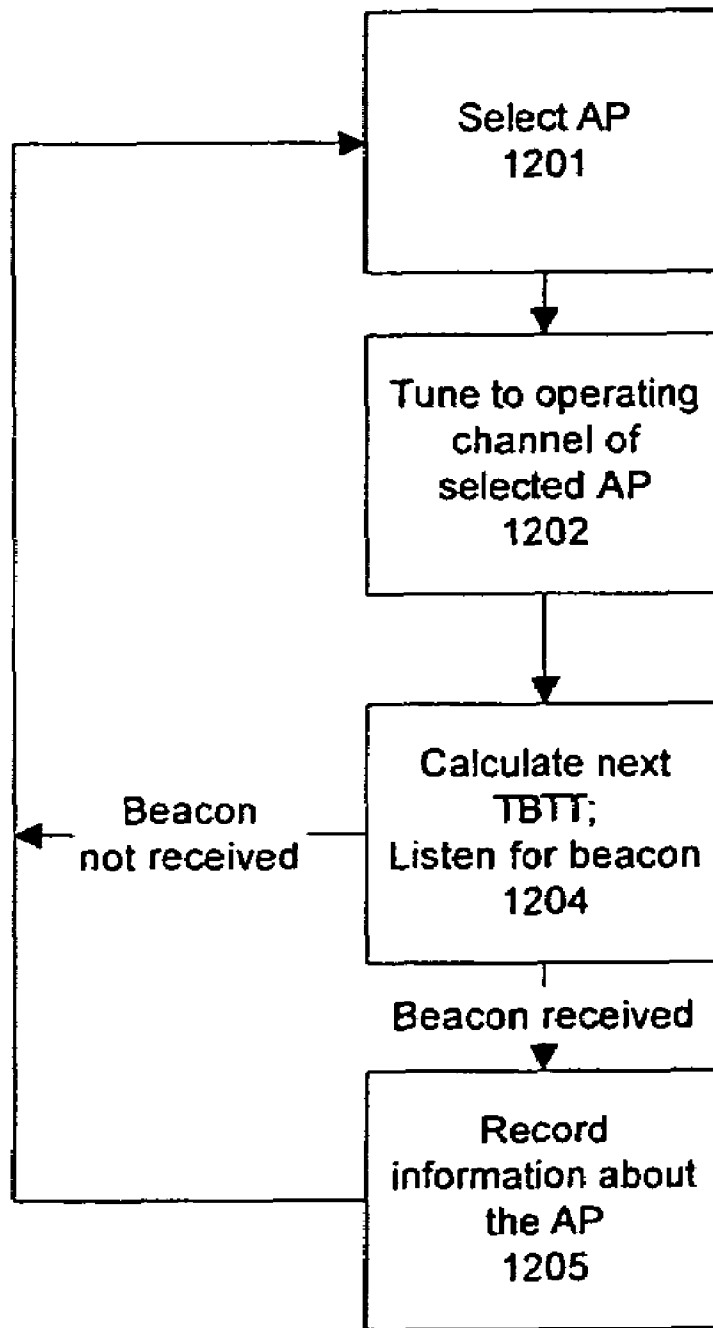 Select AP
1201
Tune to operating
channel of
selected AP
1202
Calculate next
TBTT;
Listen for beacon
1204
Beacon
not received
Beacon received
Record
information about
the AP
1205